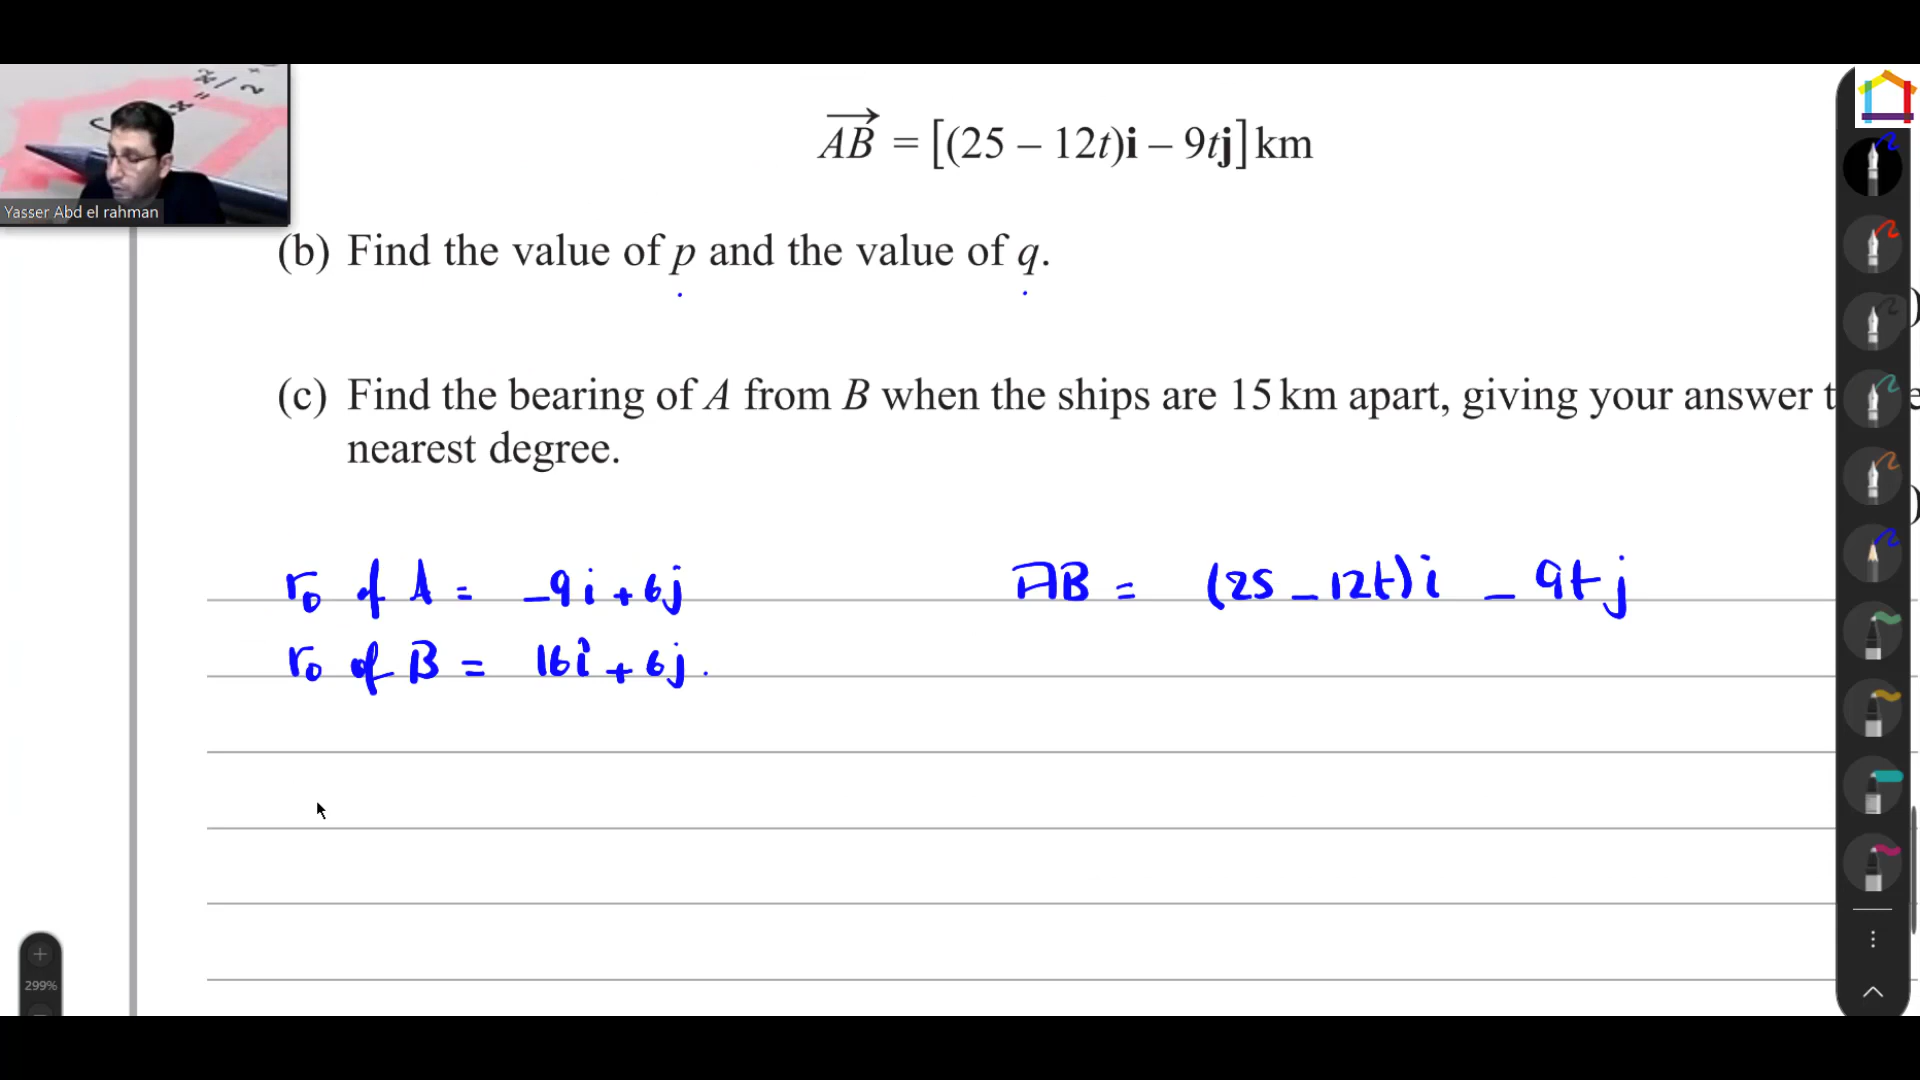 AB = [(25 – 12t)i – 9tj] km
Yasser Abd el rahman
(b) Find the value of p and the value of q.
(c) Find the bearing of A from B when the ships are 15 km apart, giving your answer t
nearest degree.
r₀ of A = -9i + 6j
AB = (25 - 12t)i - 9tj
r₀ of B = 16i + 6j.
299%